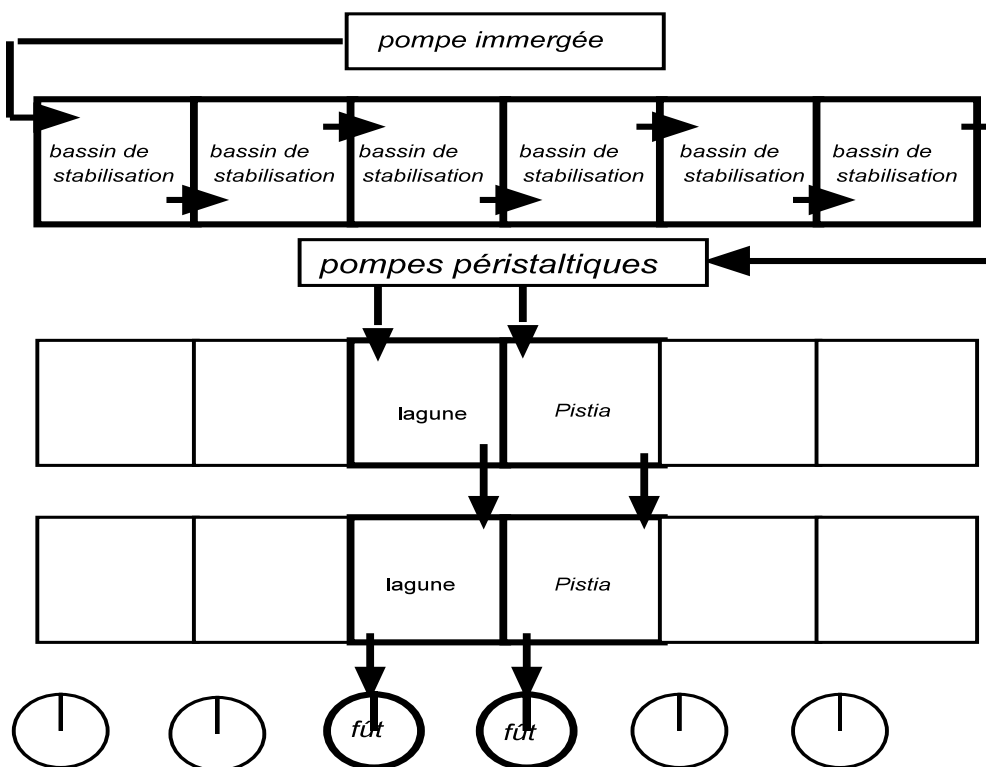 pompe immergée
bassin de
stabilisation
bassin de
stabilisation
bassin de
stabilisation
bassin de
stabilisation
bassin de
stabilisation
bassin de
stabilisation
pompes péristaltiques
lagune
Pistia
lagune
Pistia
fût
fût